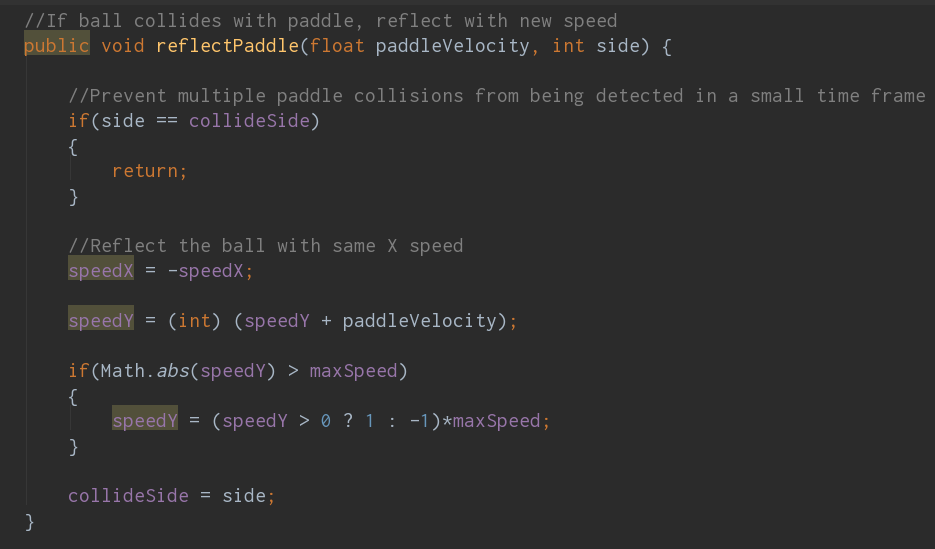 //If ball collides with paddle, reflect with new speed
public void reflectPaddle(float paddleVelocity, int side) {
//Prevent multiple paddle collisions from being detected in a small time frame
if(side == collideSide)
{
return;
}
//Reflect the ball with same X speed
speedX = -speedX;
speedY = (int) (speedY + paddleVelocity);
if(Math.abs(speedY) > maxSpeed)
{
speedY = (speedY > 0 ? 1 : -1)*maxSpeed;
}
collideSide = side;
}